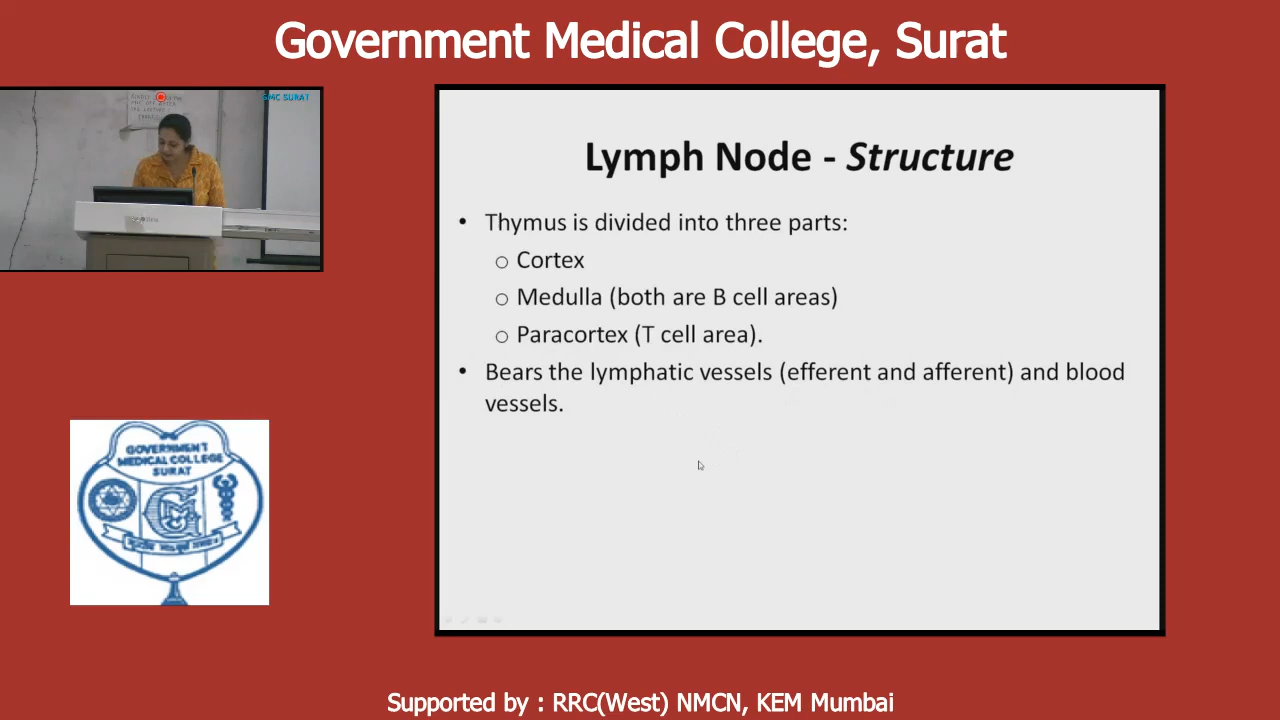 Government Medical College, Surat
GMC SURAT
Lymph Node - Structure
• Thymus is divided into three parts:
o Cortex
o Medulla (both are B cell areas)
o Paracortex (T cell area).
• Bears the lymphatic vessels (efferent and afferent) and blood
vessels.
GOVERNMENT
MEDICAL COLLEGE
SURAT
Supported by : RRC(West) NMCN, KEM Mumbai